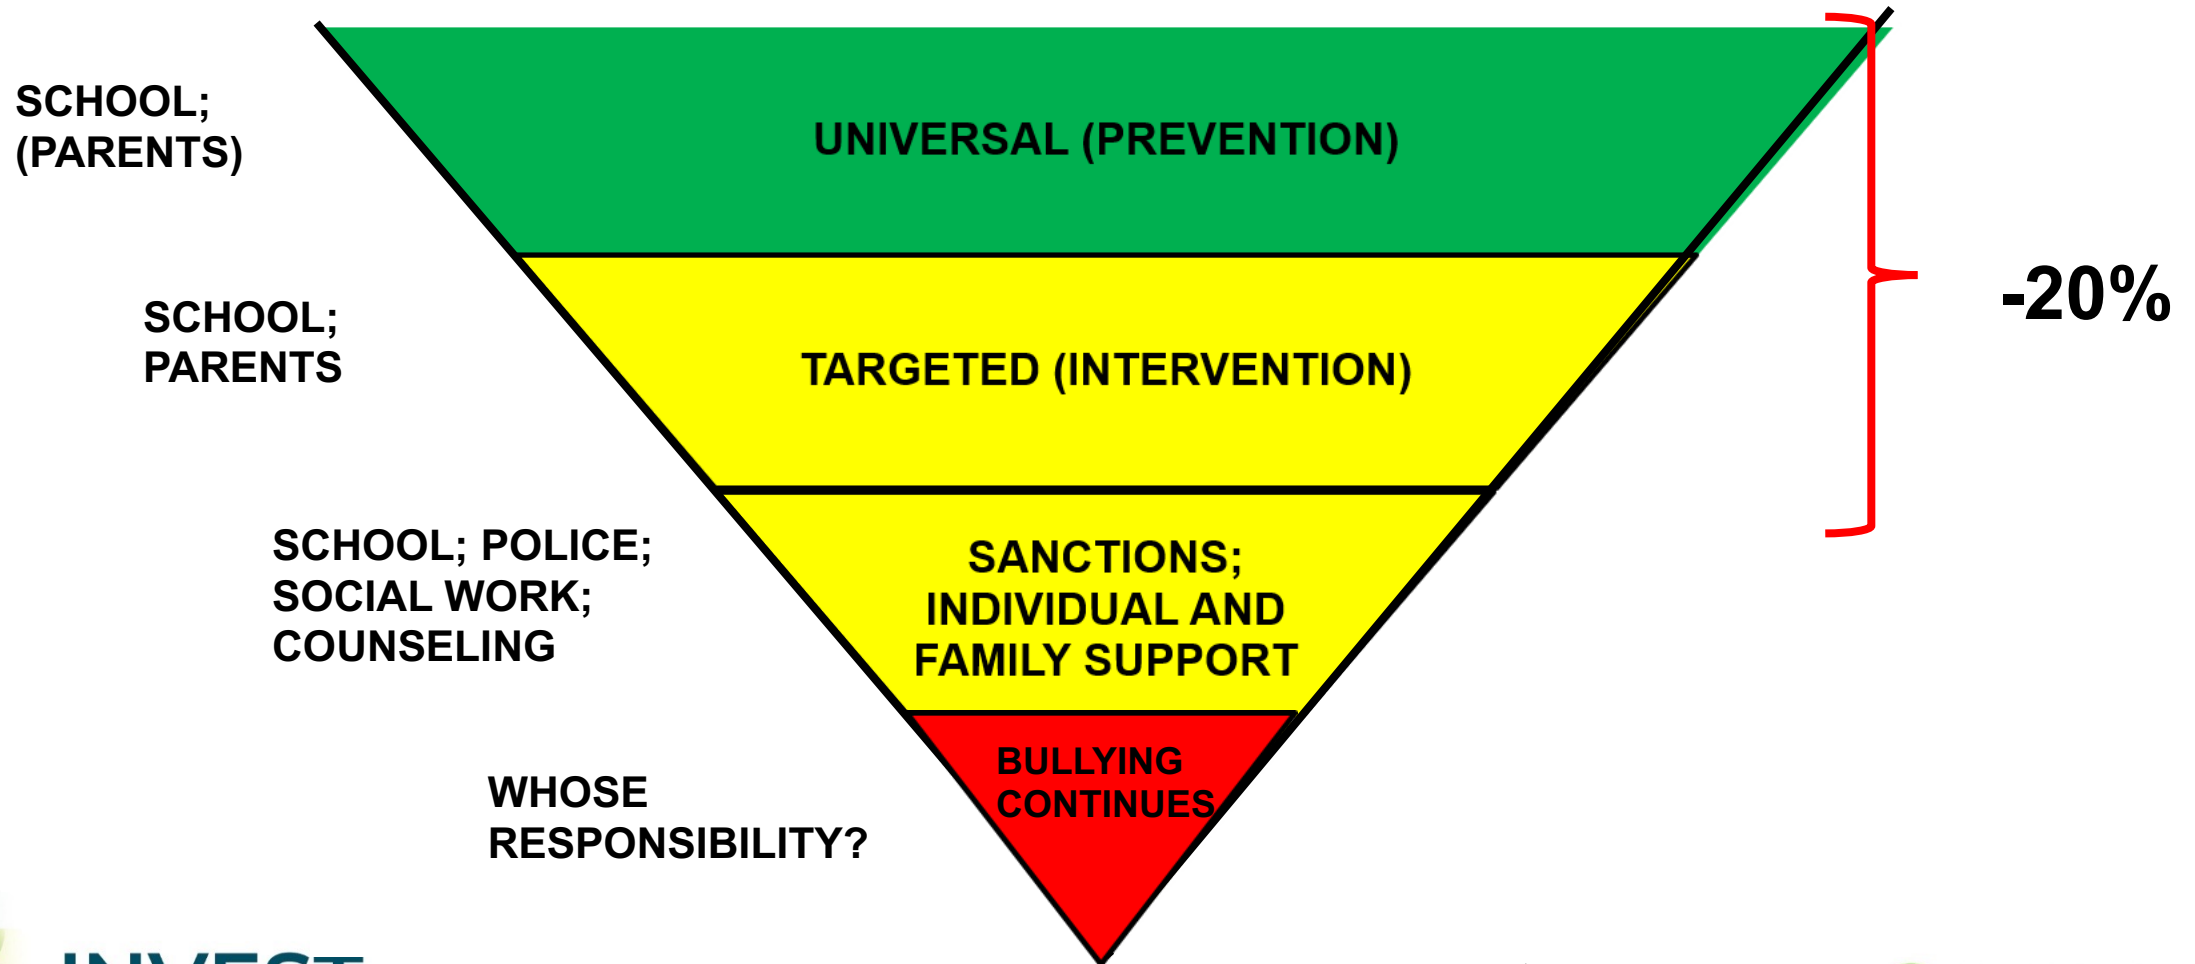 SCHOOL;
(PARENTS)
UNIVERSAL (PREVENTION)
-20%
SCHOOL;
PARENTS
TARGETED (INTERVENTION)
SCHOOL; POLICE;
SOCIAL WORK;
COUNSELING
SANCTIONS;
INDIVIDUAL AND
FAMILY SUPPORT
WHOSE
RESPONSIBILITY?
BULLYING
CONTINUES
INVEST